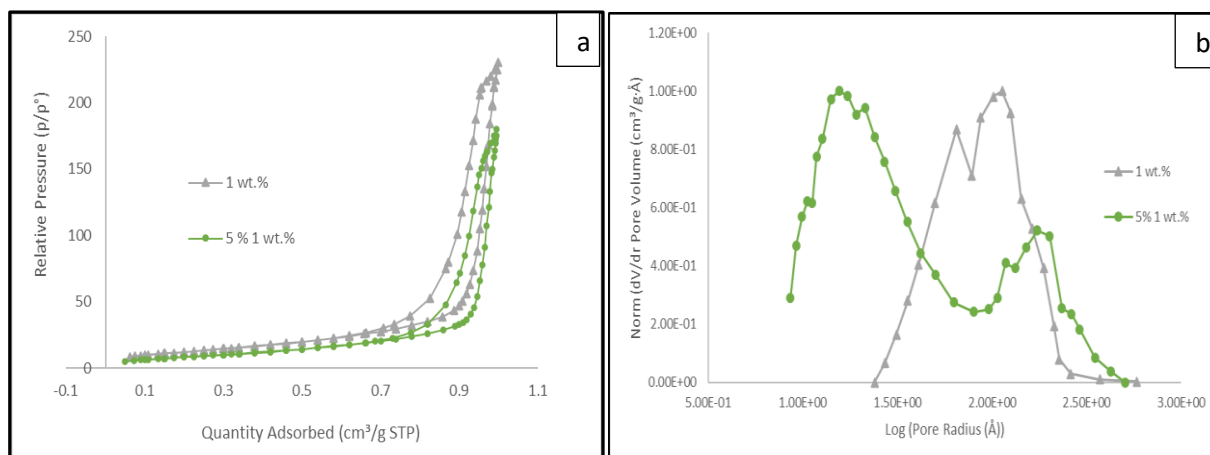 a
250
200
150
100
50
0
-0.1
0.1
0.3
0.5
0.7
0.9
1.1
Relative Pressure (p/p°)
Quantity Adsorbed (cm³/g STP)
1 wt.%
5 % 1 wt.%
b
1.20E+00
1.00E+00
8.00E-01
6.00E-01
4.00E-01
2.00E-01
0.00E+00
5.00E-01
1.00E+00
1.50E+00
2.00E+00
2.50E+00
3.00E+00
Norm (dV/dr Pore Volume (cm³/g·Å)
Log (Pore Radius (Å))
1 wt.%
5% 1 wt.%